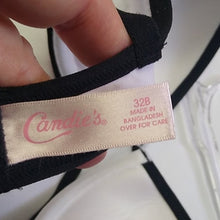 Candie's®
32B
MADE IN
BANGLADESH
OVER FOR CARE